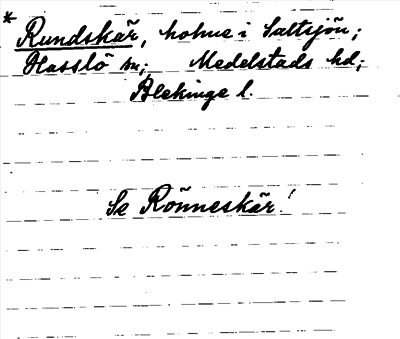 * Rundskär, holme i Saltsjön;
Hasslö sn; Medelstads hd;
Blekinge l.
Se Rönneskär!